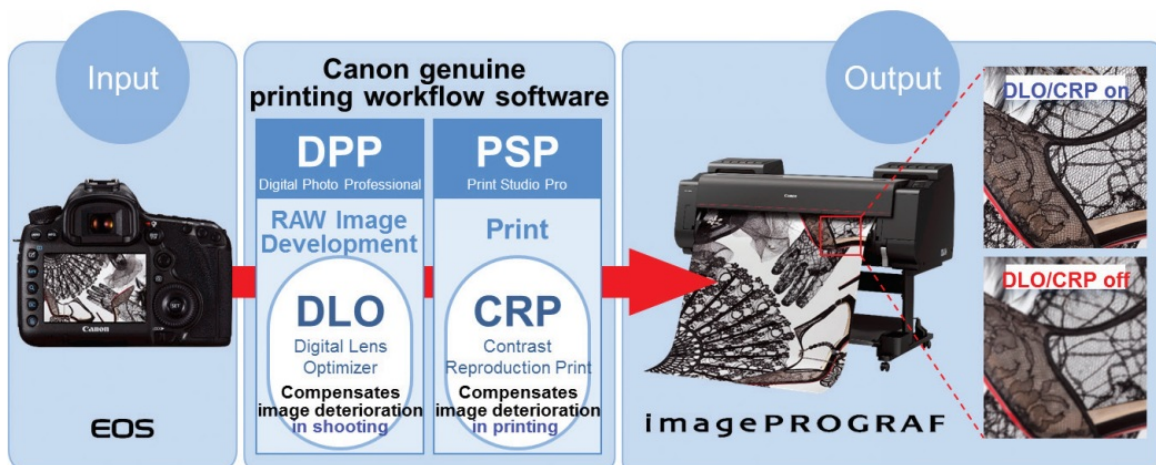 Input
Canon
EOS
Canon genuine
printing workflow software
DPP
Digital Photo Professional
RAW Image
Development
DLO
Digital Lens
Optimizer
Compensates
image deterioration
in shooting
PSP
Print Studio Pro
Print
CRP
Contrast
Reproduction Print
Compensates
image deterioration
in printing
Output
Canon
imagePROGRAF
DLO/CRP on
DLO/CRP off